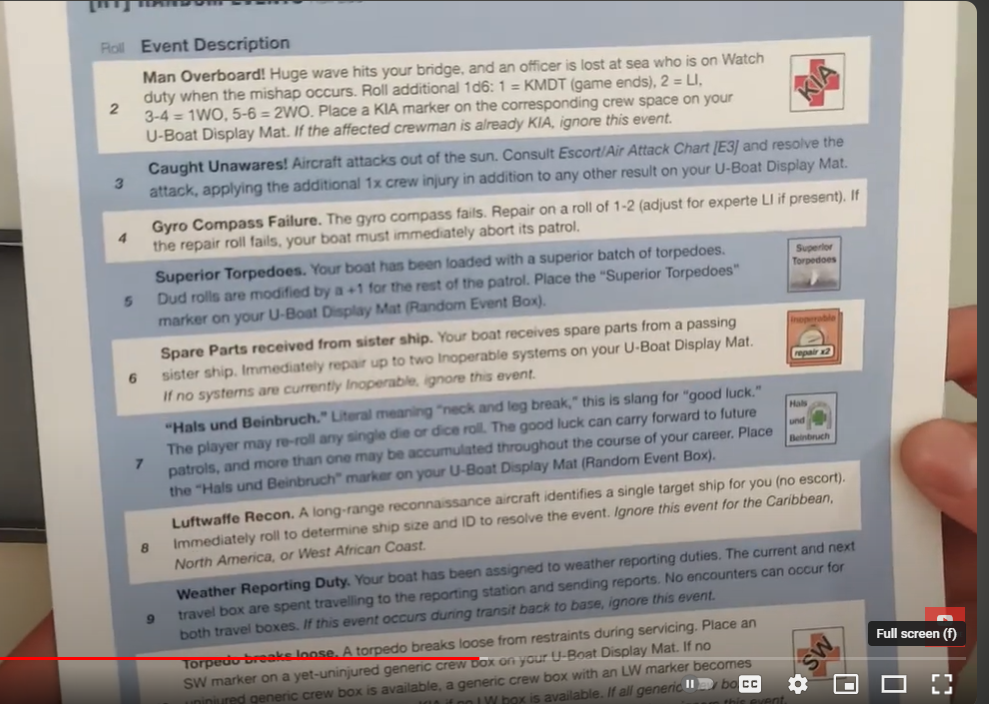 [R1] RANDOM EVENTS
Roll Event Description
2
Man Overboard! Huge wave hits your bridge, and an officer is lost at sea who is on Watch
duty when the mishap occurs. Roll additional 1d6: 1 = KMDT (game ends), 2 = LI,
3-4 = 1WO, 5-6 = 2WO. Place a KIA marker on the corresponding crew space on your
U-Boat Display Mat. If the affected crewman is already KIA, ignore this event.
KIA
3
Caught Unawares! Aircraft attacks out of the sun. Consult Escort/Air Attack Chart [E3] and resolve the
attack, applying the additional 1x crew injury in addition to any other result on your U-Boat Display Mat.
4
Gyro Compass Failure. The gyro compass fails. Repair on a roll of 1-2 (adjust for experte LI if present). If
the repair roll fails, your boat must immediately abort its patrol.
5
Superior Torpedoes. Your boat has been loaded with a superior batch of torpedoes.
Dud rolls are modified by a +1 for the rest of the patrol. Place the "Superior Torpedoes"
marker on your U-Boat Display Mat (Random Event Box).
Superior
Torpedoes
6
Spare Parts received from sister ship. Your boat receives spare parts from a passing
sister ship. Immediately repair up to two Inoperable systems on your U-Boat Display Mat.
If no systems are currently Inoperable, ignore this event.
Inoperable
repair x2
7
"Hals und Beinbruch." Literal meaning "neck and leg break," this is slang for "good luck."
The player may re-roll any single die or dice roll. The good luck can carry forward to future
patrols, and more than one may be accumulated throughout the course of your career. Place
the "Hals und Beinbruch" marker on your U-Boat Display Mat (Random Event Box).
Hals
und
Beinbruch
8
Luftwaffe Recon. A long-range reconnaissance aircraft identifies a single target ship for you (no escort).
Immediately roll to determine ship size and ID to resolve the event. Ignore this event for the Caribbean,
North America, or West African Coast.
9
Weather Reporting Duty. Your boat has been assigned to weather reporting duties. The current and next
travel box are spent travelling to the reporting station and sending reports. No encounters can occur for
both travel boxes. If this event occurs during transit back to base, ignore this event.
Torpedo breaks loose. A torpedo breaks loose from restraints during servicing. Place an
SW marker on a yet-uninjured generic crew box on your U-Boat Display Mat. If no
uninjured generic crew box is available, a generic crew box with an LW marker becomes
KIA if no LW box is available. If all generic
this event.
SW
Full screen (f)
CC